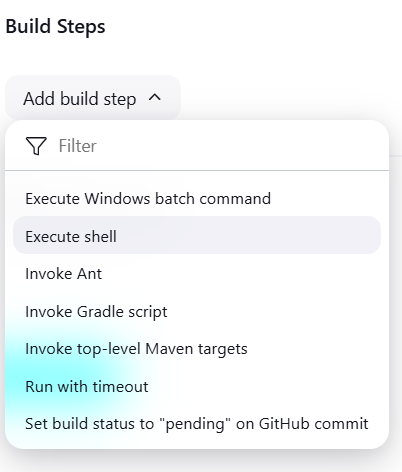 Build Steps
Add build step
Filter
Execute Windows batch command
Execute shell
Invoke Ant
Invoke Gradle script
Invoke top-level Maven targets
Run with timeout
Set build status to "pending" on GitHub commit